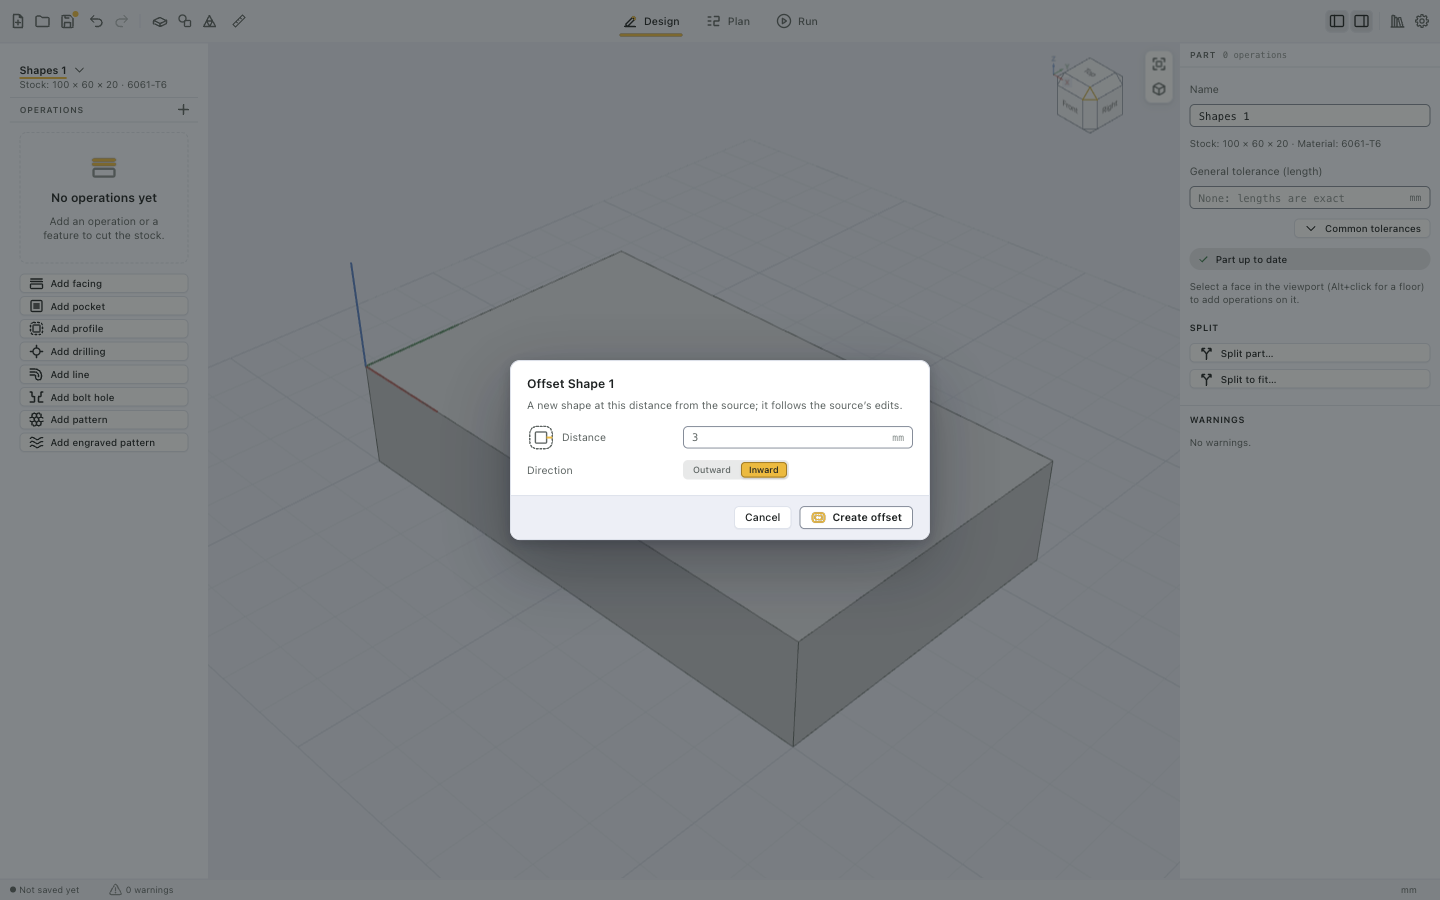 Design
Plan
Run
Shapes 1
Stock: 100 × 60 × 20 · 6061-T6
OPERATIONS
No operations yet
Add an operation or a
feature to cut the stock.
Add facing
Add pocket
Add profile
Add drilling
Add line
Add bolt hole
Add pattern
Add engraved pattern
Front
Right
Offset Shape 1
A new shape at this distance from the source; it follows the source's edits.
Distance
3
mm
Direction
Outward
Inward
Cancel
Create offset
PART 0 operations
Name
Shapes 1
Stock: 100 × 60 × 20 · Material: 6061-T6
General tolerance (length)
None: lengths are exact
mm
Common tolerances
Part up to date
Select a face in the viewport (Alt+click for a floor)
to add operations on it.
SPLIT
Split part...
Split to fit...
WARNINGS
No warnings.
Not saved yet
0 warnings
mm